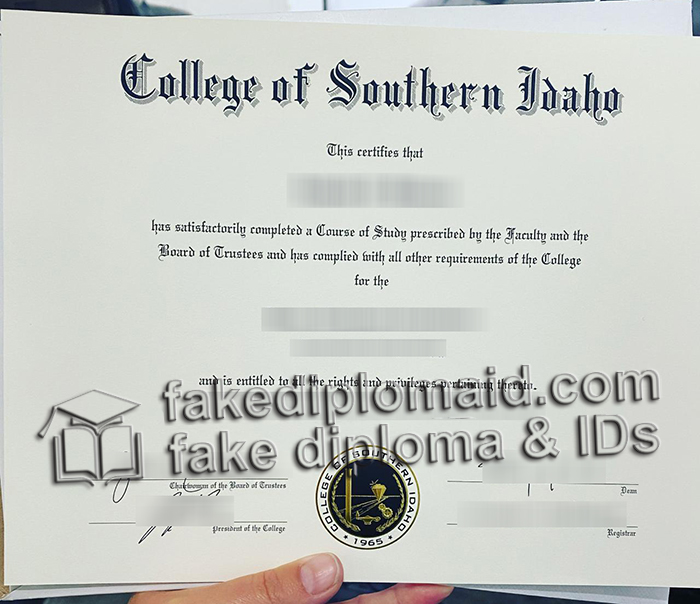 College of Southern Idaho
This certifies that
has satisfactorily completed a Course of Study prescribed by the Faculty and the
Board of Trustees and has complied with all other requirements of the College
for the
and is entitled to all the rights and privileges pertaining thereto.
fakediplomaid.com
fake diploma & IDs
Chairwoman of the Board of Trustees
Dean
President of the College
Registrar
COLLEGE OF SOUTHERN IDAHO
★ 1965 ★